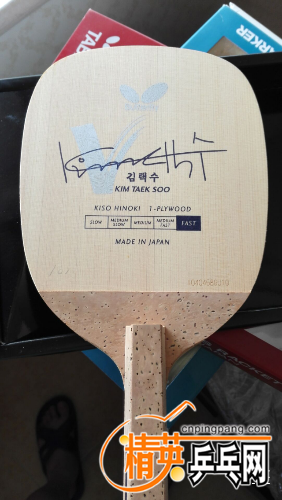 김택수
KIM TAEK SOO
KISO HINOKI 1-PLYWOOD
SLOW MEDIUM SLOW MEDIUM MEDIUM FAST FAST
MADE IN JAPAN
cnpingpang.com
精英乒乓网